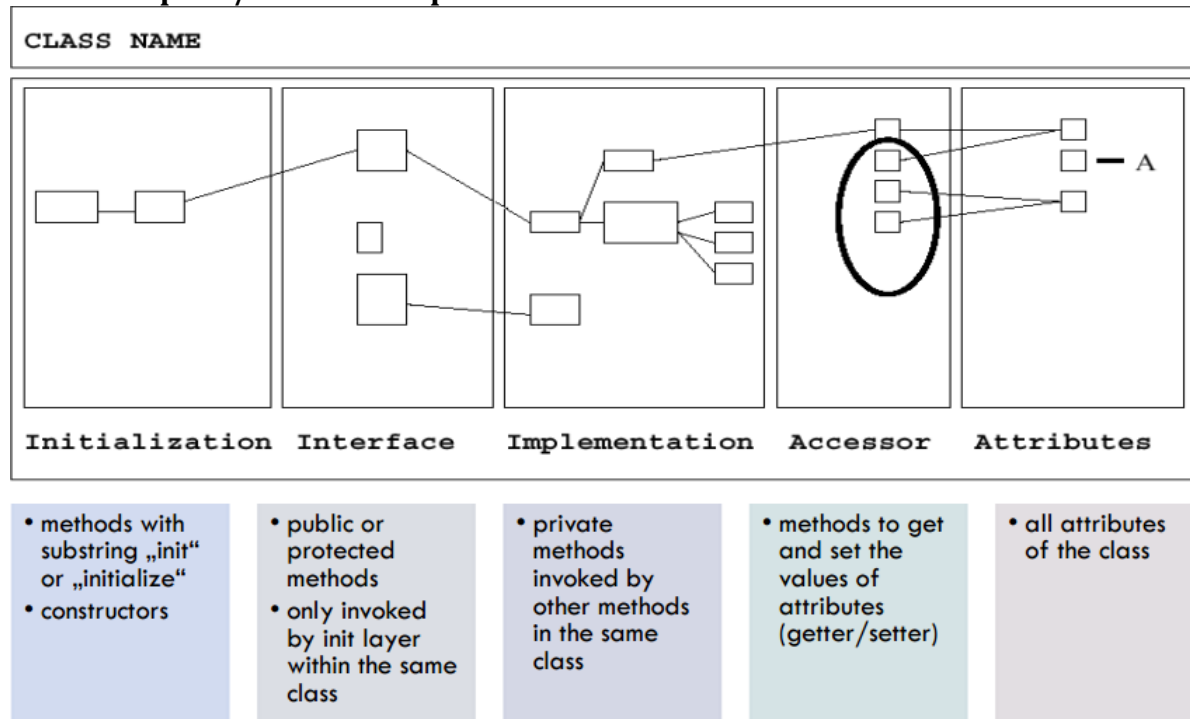 CLASS NAME
A
Initialization Interface Implementation Accessor Attributes
• methods with
substring „init“
or „initialize“
• constructors
• public or
protected
methods
• only invoked
by init layer
within the same
class
• private
methods
invoked by
other methods
in the same
class
• methods to get
and set the
values of
attributes
(getter/setter)
• all attributes
of the class